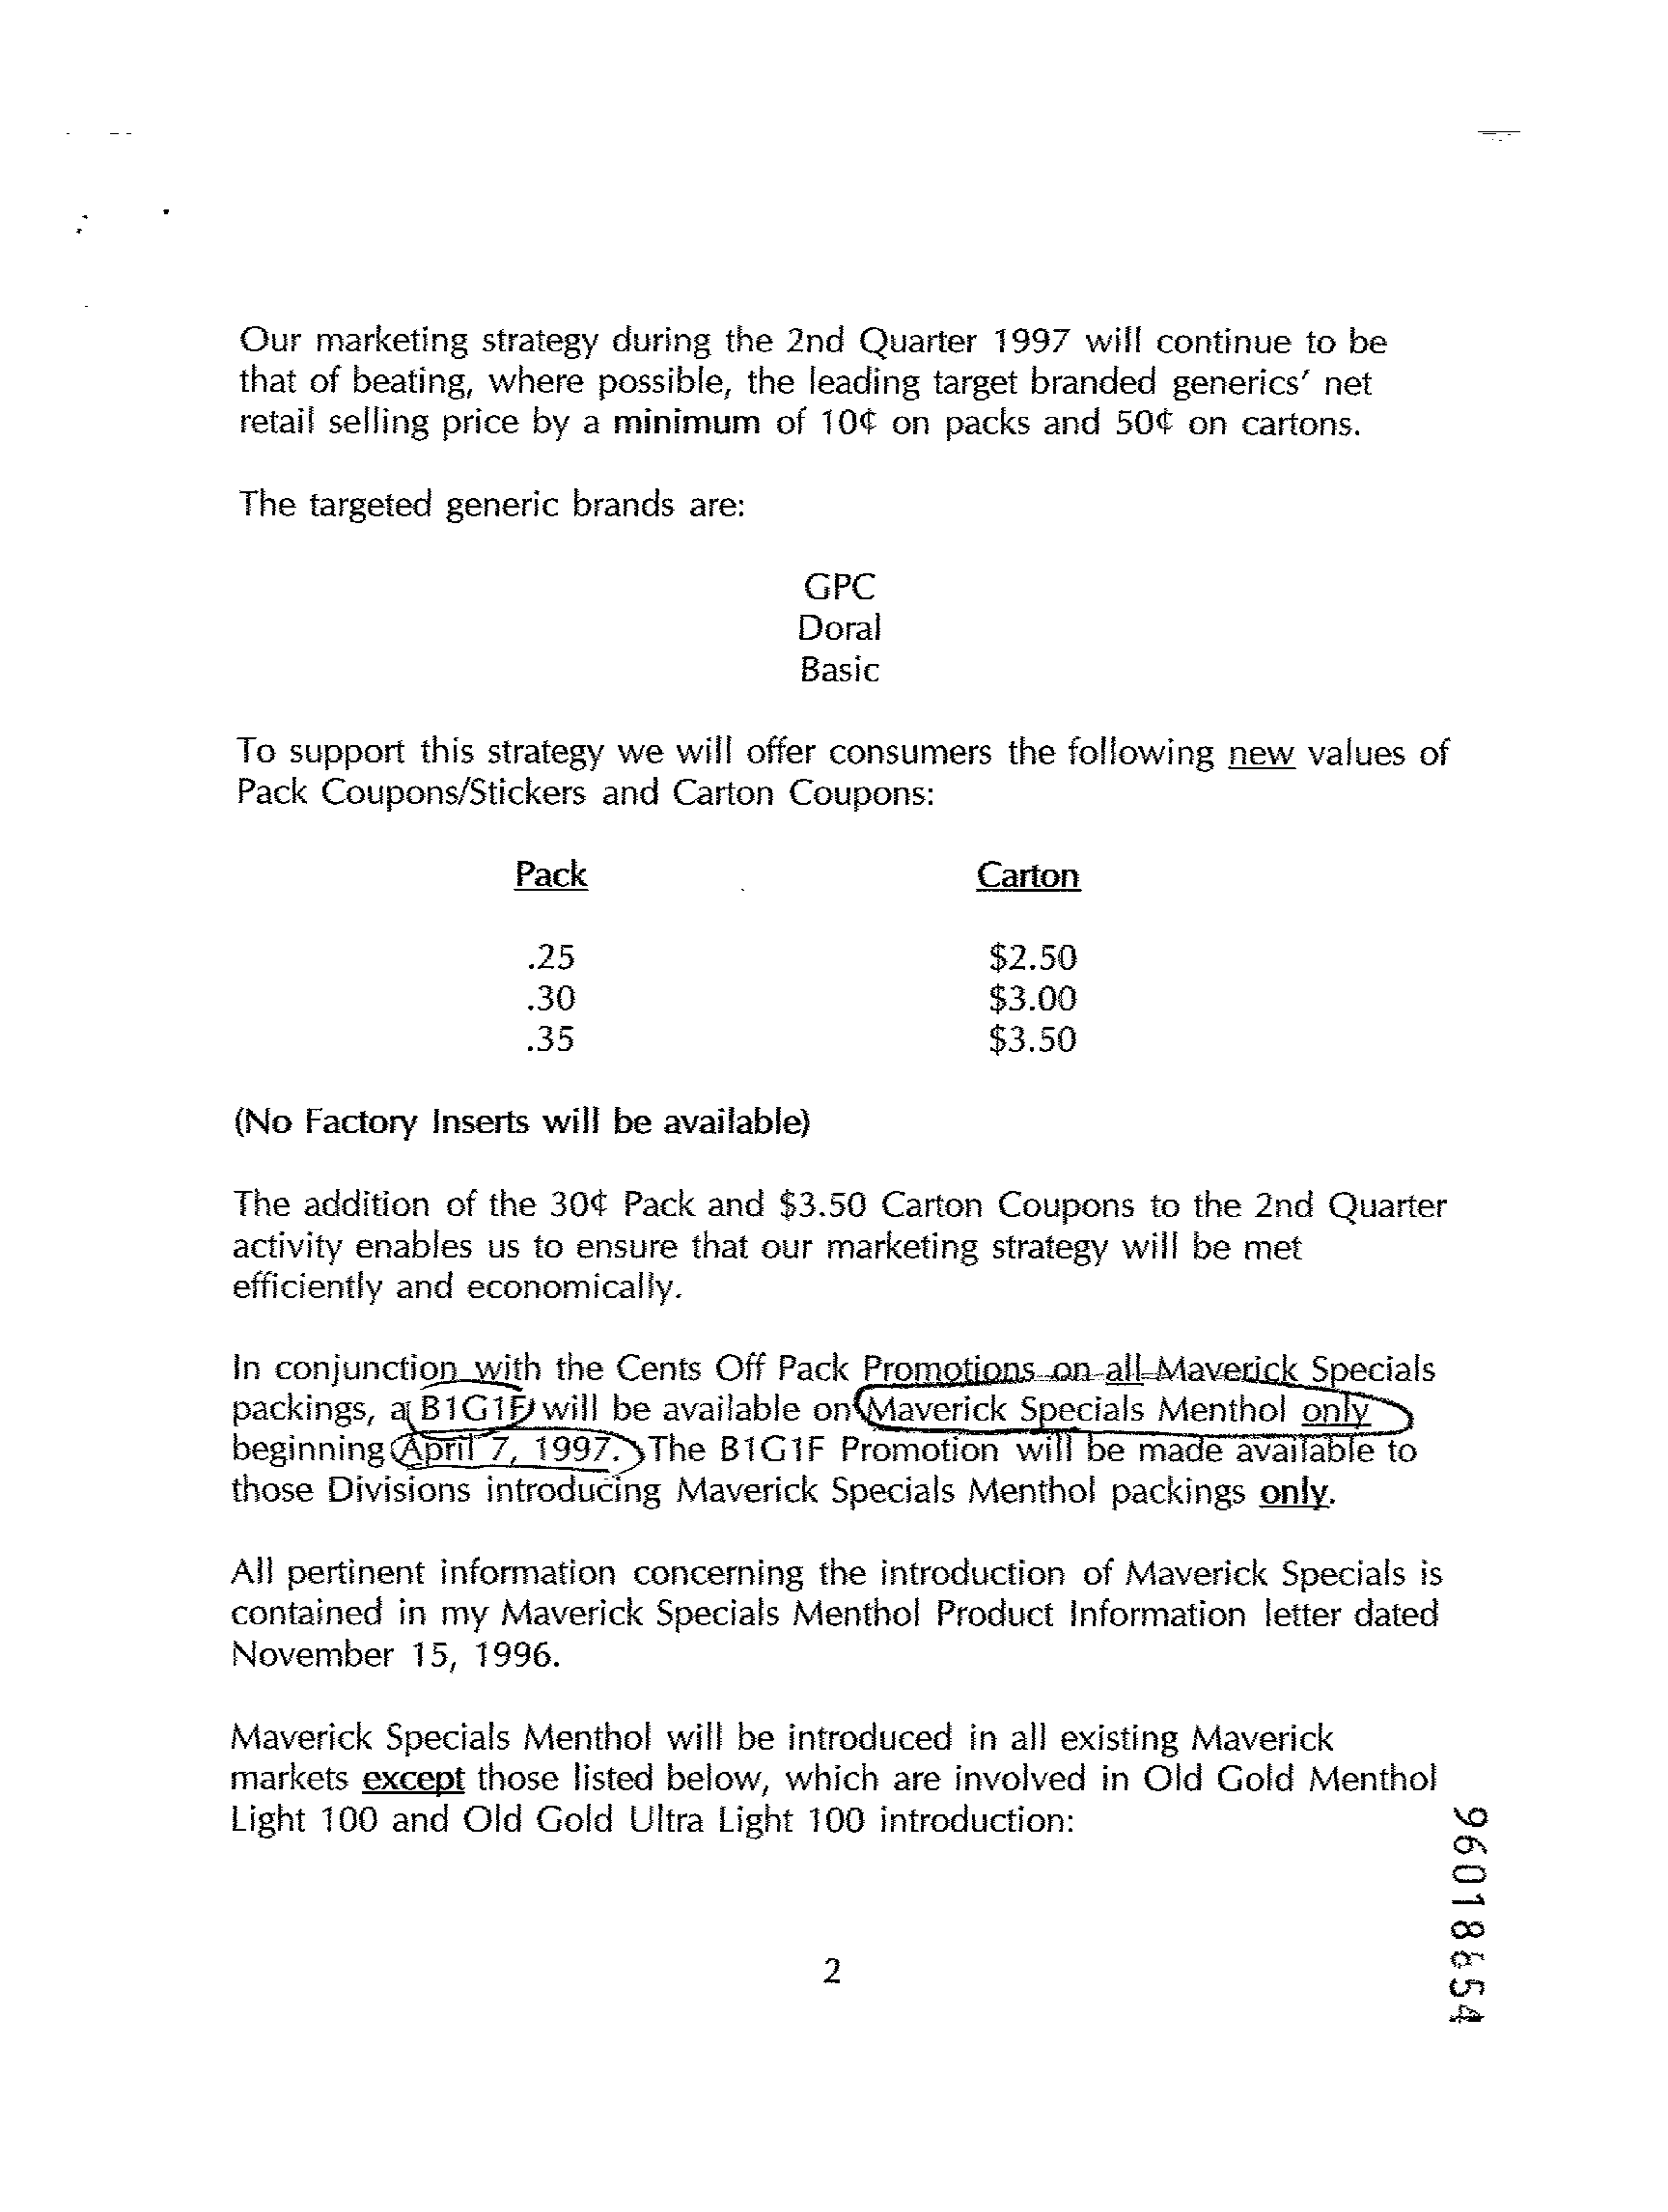 Our marketing strategy during the 2nd Quarter 1997 will continue to be
that of beating, where possible, the leading target branded generics' net
retail selling price by a minimum of 10¢ on packs and 50¢ on cartons.
The targeted generic brands are:
GPC
Doral
Basic
To support this strategy we will offer consumers the following new values of
Pack Coupons/Stickers and Carton Coupons:
Pack Carton
.25 $2.50
.30 $3.00
.35 $3.50
(No Factory Inserts will be available)
The addition of the 30¢ Pack and $3.50 Carton Coupons to the 2nd Quarter
activity enables us to ensure that our marketing strategy will be met
efficiently and economically.
In conjunction with the Cents Off Pack Promotions on all Maverick Specials
packings, a B1G1F will be available on Maverick Specials Menthol only
beginning April 7, 1997. The B1G1F Promotion will be made available to
those Divisions introducing Maverick Specials Menthol packings only.
All pertinent information concerning the introduction of Maverick Specials is
contained in my Maverick Specials Menthol Product Information letter dated
November 15, 1996.
Maverick Specials Menthol will be introduced in all existing Maverick
markets except those listed below, which are involved in Old Gold Menthol
Light 100 and Old Gold Ultra Light 100 introduction:
2
96018654